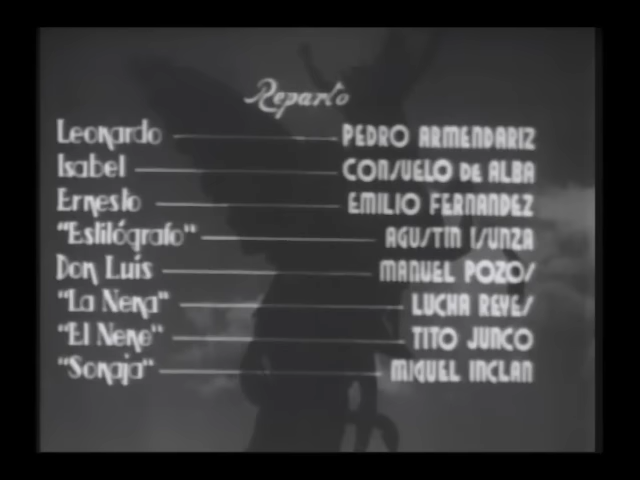 Reparto
Leonardo PEDRO ARMENDARIZ
Isabel CONSUELO DE ALBA
Ernesto EMILIO FERNANDEZ
"Estilógrafo" AGUSTIN ISUNZA
Don Luis MANUEL POZOS
"La Nena" LUCHA REYES
"El Nene" TITO JUNCO
"Sonaja" MIGUEL INCLAN